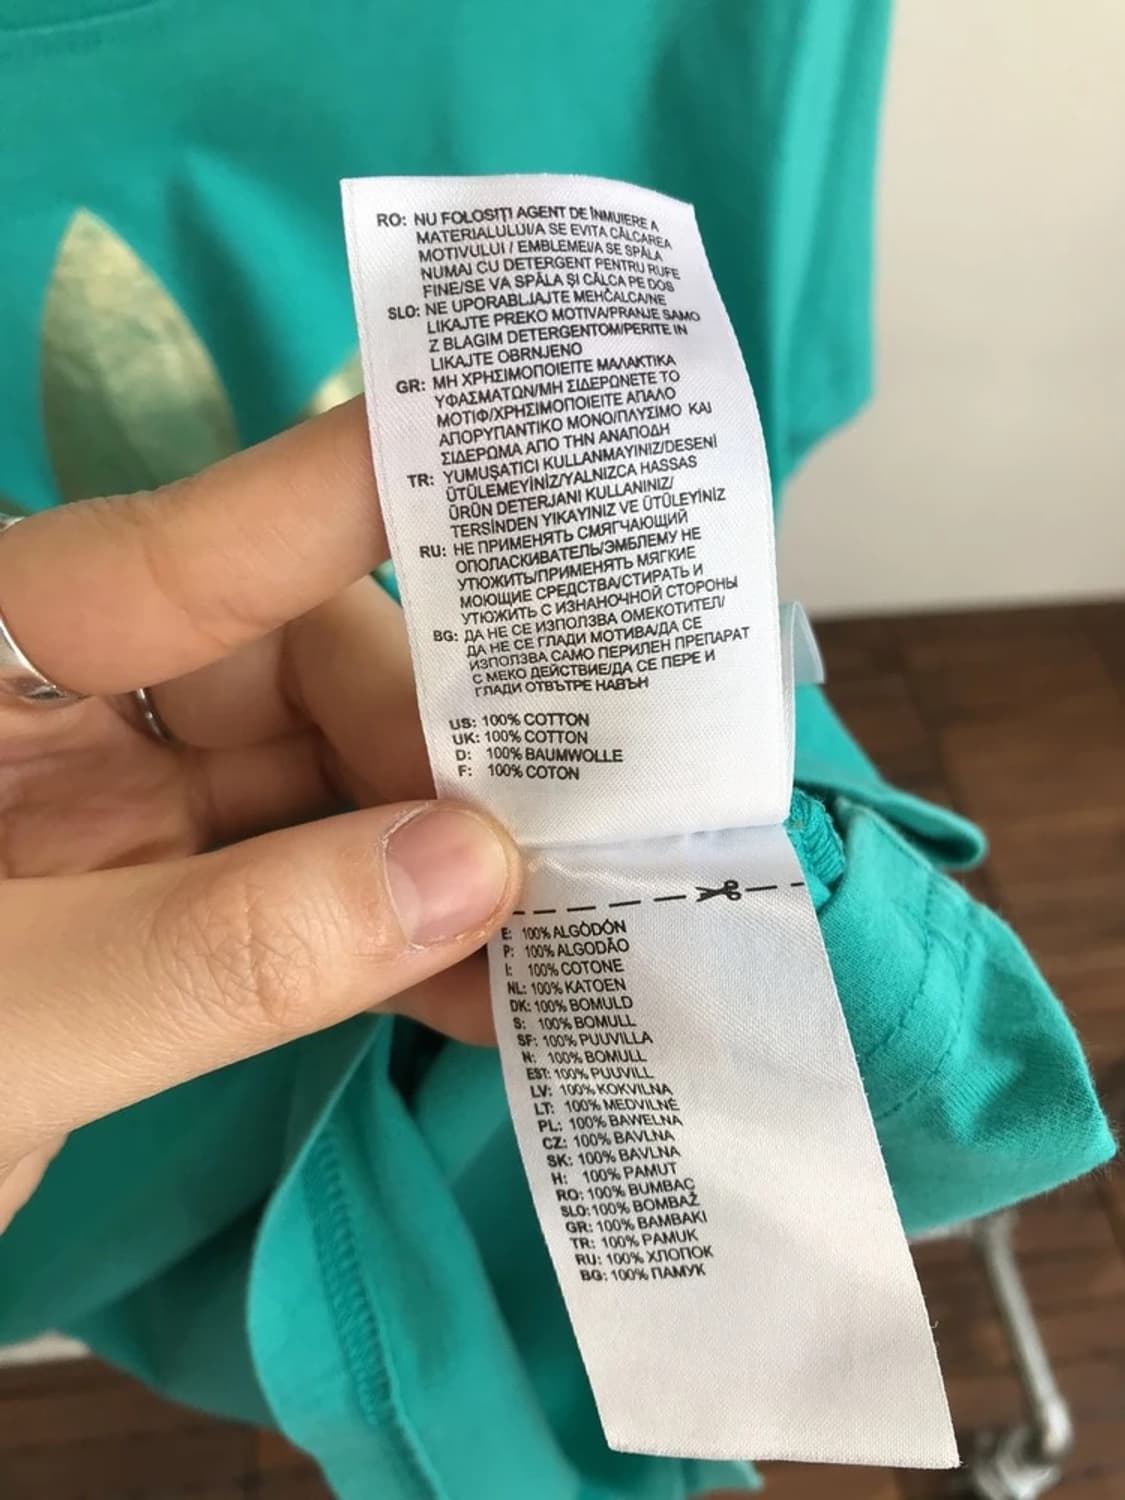 RO: NU FOLOSIȚI AGENT DE ÎNMUIERE A
MATERIALULUI/A SE EVITA CĂLCAREA
MOTIVULUI / EMBLEMEI/A SE SPĂLA
NUMAI CU DETERGENT PENTRU RUFE
FINE/SE VA SPĂLA ȘI CĂLCA PE DOS
SLO: NE UPORABLJAJTE MEHČALCA/NE
LIKAJTE PREKO MOTIVA/PRANJE SAMO
Z BLAGIM DETERGENTOM/PERITE IN
LIKAJTE OBRNJENO
GR: ΜΗ ΧΡΗΣΙΜΟΠΟΙΕΙΤΕ ΜΑΛΑΚΤΙΚΑ
ΥΦΑΣΜΑΤΩΝ/ΜΗ ΣΙΔΕΡΩΝΕΤΕ ΤΟ
ΜΟΤΙΦ/ΧΡΗΣΙΜΟΠΟΙΕΙΤΕ ΑΠΑΛΟ
ΑΠΟΡΥΠΑΝΤΙΚΟ ΜΟΝΟ/ΠΛΥΣΙΜΟ ΚΑΙ
ΣΙΔΕΡΩΜΑ ΑΠΟ ΤΗΝ ΑΝΑΠΟΔΗ
TR: YUMUŞATICI KULLANMAYINIZ/DESENİ
ÜTÜLEMEYİNİZ/YALNIZCA HASSAS
ÜRÜN DETERJANI KULLANINIZ/
TERSİNDEN YIKAYINIZ VE ÜTÜLEYİNİZ
RU: НЕ ПРИМЕНЯТЬ СМЯГЧАЮЩИЙ
ОПОЛАСКИВАТЕЛЬ/ЭМБЛЕМУ НЕ
УТЮЖИТЬ/ПРИМЕНЯТЬ МЯГКИЕ
МОЮЩИЕ СРЕДСТВА/СТИРАТЬ И
УТЮЖИТЬ С ИЗНАНОЧНОЙ СТОРОНЫ
BG: ДА НЕ СЕ ИЗПОЛЗВА ОМЕКОТИТЕЛ/
ДА НЕ СЕ ГЛАДИ МОТИВА/ДА СЕ
ИЗПОЛЗВА САМО ПЕРИЛЕН ПРЕПАРАТ
С МЕКО ДЕЙСТВИЕ/ДА СЕ ПЕРЕ И
ГЛАДИ ОТВЪТРЕ НАВЪН
US: 100% COTTON
UK: 100% COTTON
D: 100% BAUMWOLLE
F: 100% COTON
E: 100% ALGODÓN
P: 100% ALGODÃO
I: 100% COTONE
NL: 100% KATOEN
DK: 100% BOMULD
S: 100% BOMULL
SF: 100% PUUVILLA
N: 100% BOMULL
EST: 100% PUUVILL
LV: 100% KOKVILNA
LT: 100% MEDVILNĖ
PL: 100% BAWEŁNA
CZ: 100% BAVLNA
SK: 100% BAVLNA
H: 100% PAMUT
RO: 100% BUMBAC
SLO: 100% BOMBAŽ
GR: 100% ΒΑΜΒΑΚΙ
TR: 100% PAMUK
RU: 100% ХЛОПОК
BG: 100% ПАМУК